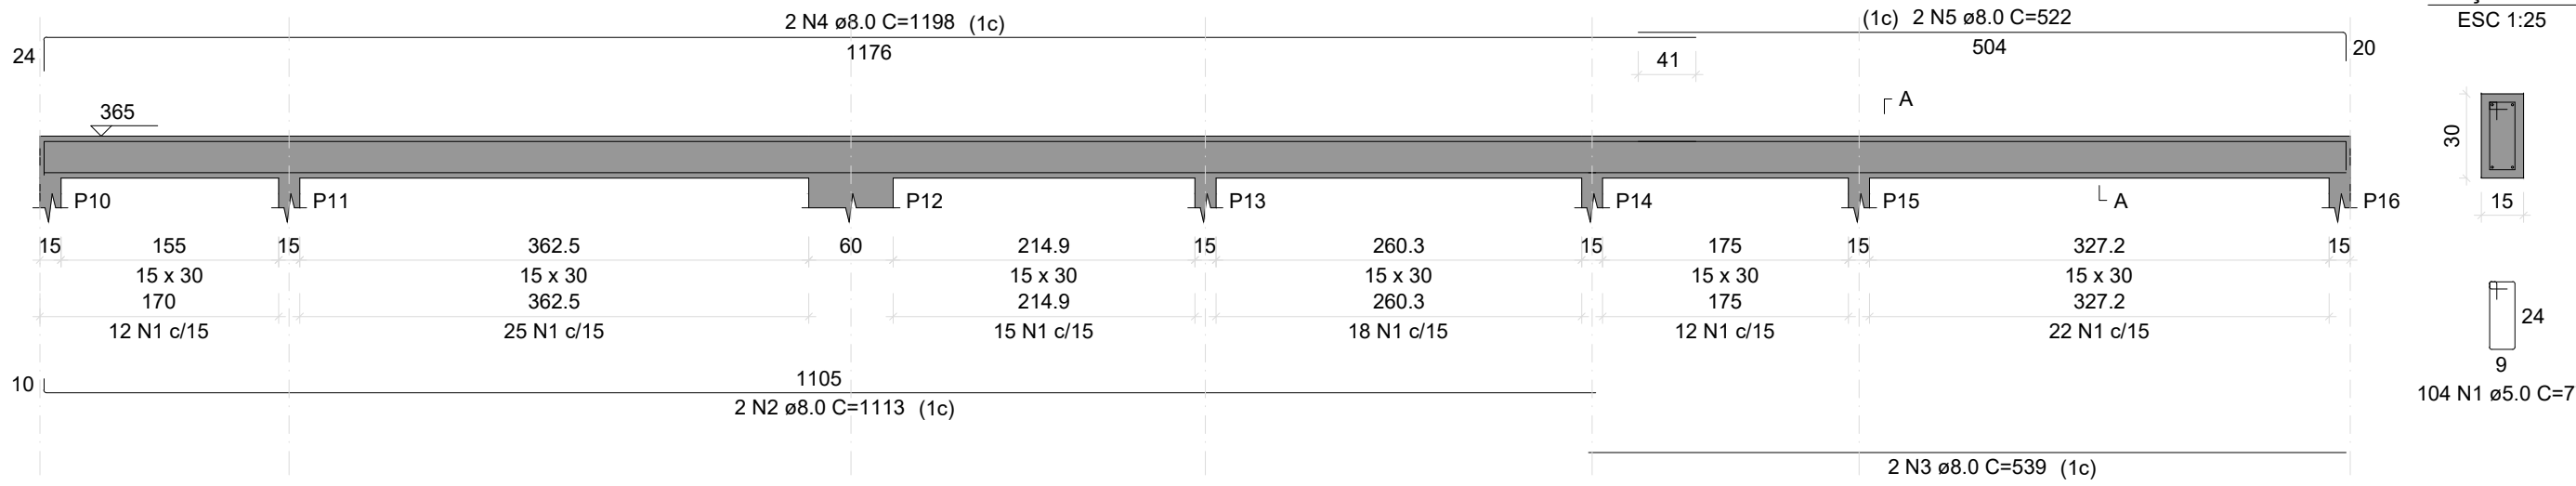 2 N4 ø8.0 C=1198 (1c)
(1c) 2 N5 ø8.0 C=522
ESC 1:25
24
1176
504
20
41
A
365
30
P10 P11 P12 P13 P14 P15 A P16
15
15 155 15 362.5 60 214.9 15 260.3 15 175 15 327.2 15
15 x 30 15 x 30 15 x 30 15 x 30 15 x 30 15 x 30
170 362.5 214.9 260.3 175 327.2
12 N1 c/15 25 N1 c/15 15 N1 c/15 18 N1 c/15 12 N1 c/15 22 N1 c/15
24
9
104 N1 ø5.0 C=7
10
1105
2 N2 ø8.0 C=1113 (1c)
2 N3 ø8.0 C=539 (1c)